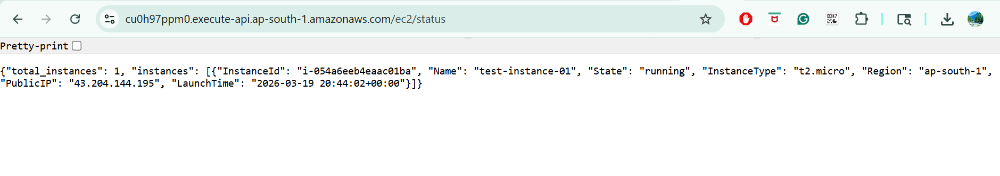 cu0h97ppm0.execute-api.ap-south-1.amazonaws.com/ec2/status
Pretty-print
{"total_instances": 1, "instances": [{"InstanceId": "i-054a6eeb4eaac01ba", "Name": "test-instance-01", "State": "running", "InstanceType": "t2.micro", "Region": "ap-south-1",
"PublicIP": "43.204.144.195", "LaunchTime": "2026-03-19 20:44:02+00:00"}]}